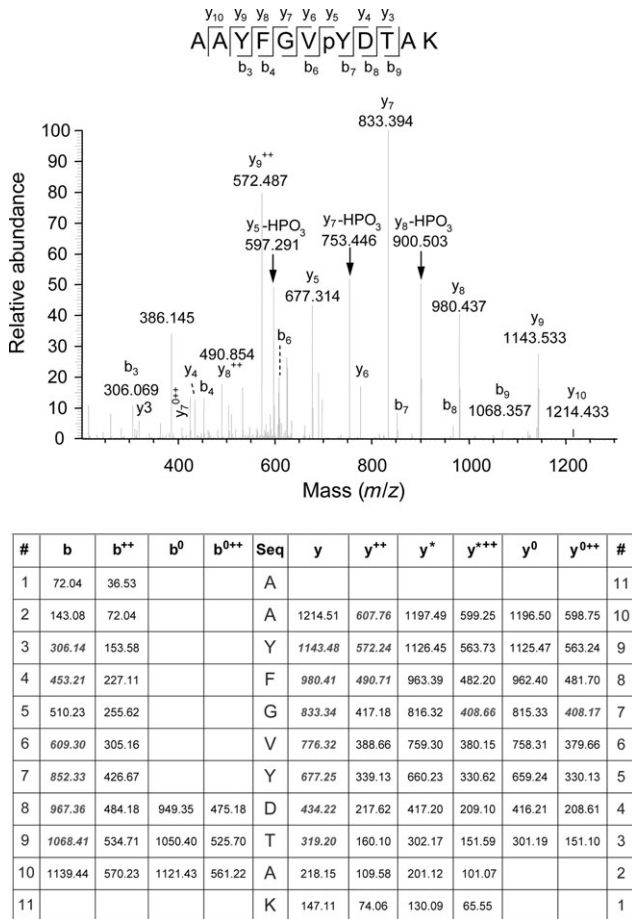 y10 y9 y8 y7 y6 y5 y4 y3
A A Y F G V pY D T A K
b3 b4 b6 b7 b8 b9
y7
833.394
100
y9++
572.487
90
80
y5-HPO3
597.291
y7-HPO3
753.446
y8-HPO3
900.503
70
60
y5
677.314
y8
980.437
50
386.145
y9
1143.533
40
b6
30
b3
306.069
y4
490.854
y8++
20
y3
y7 0++
b4
y6
b7
b8
b9
1068.357
y10
1214.433
10
0
400 600 800 1000 1200
Relative abundance
Mass (m/z)
# b b++ b0 b0++ Seq y y++ y* y*++ y0 y0++ #
1 72.04 36.53 A 11
2 143.08 72.04 A 1214.51 607.76 1197.49 599.25 1196.50 598.75 10
3 306.14 153.58 Y 1143.48 572.24 1126.45 563.73 1125.47 563.24 9
4 453.21 227.11 F 980.41 490.71 963.39 482.20 962.40 481.70 8
5 510.23 255.62 G 833.34 417.18 816.32 408.66 815.33 408.17 7
6 609.30 305.16 V 776.32 388.66 759.30 380.15 758.31 379.66 6
7 852.33 426.67 Y 677.25 339.13 660.23 330.62 659.24 330.13 5
8 967.36 484.18 949.35 475.18 D 434.22 217.62 417.20 209.10 416.21 208.61 4
9 1068.41 534.71 1050.40 525.70 T 319.20 160.10 302.17 151.59 301.19 151.10 3
10 1139.44 570.23 1121.43 561.22 A 218.15 109.58 201.12 101.07 2
11 K 147.11 74.06 130.09 65.55 1